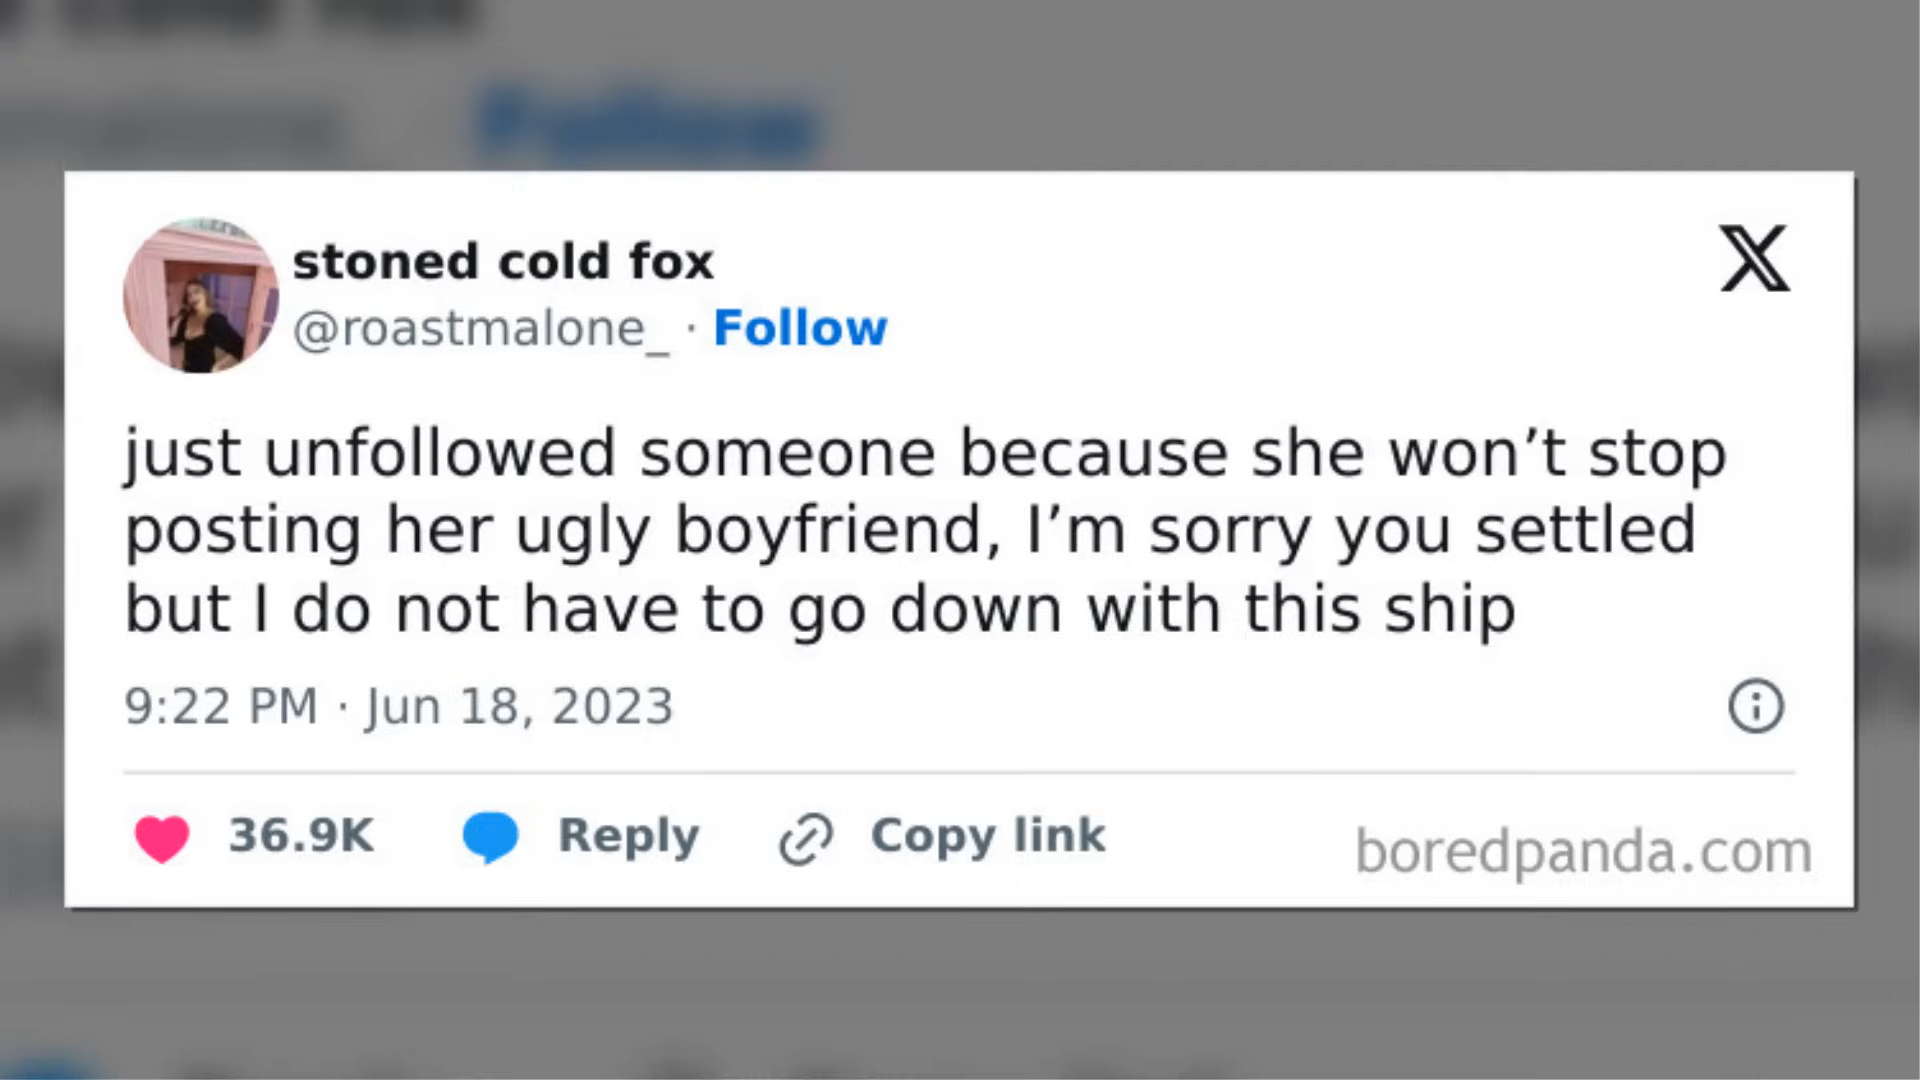 stoned cold fox
@roastmalone_ · Follow
just unfollowed someone because she won’t stop
posting her ugly boyfriend, I’m sorry you settled
but I do not have to go down with this ship
9:22 PM · Jun 18, 2023
36.9K Reply Copy link
boredpanda.com